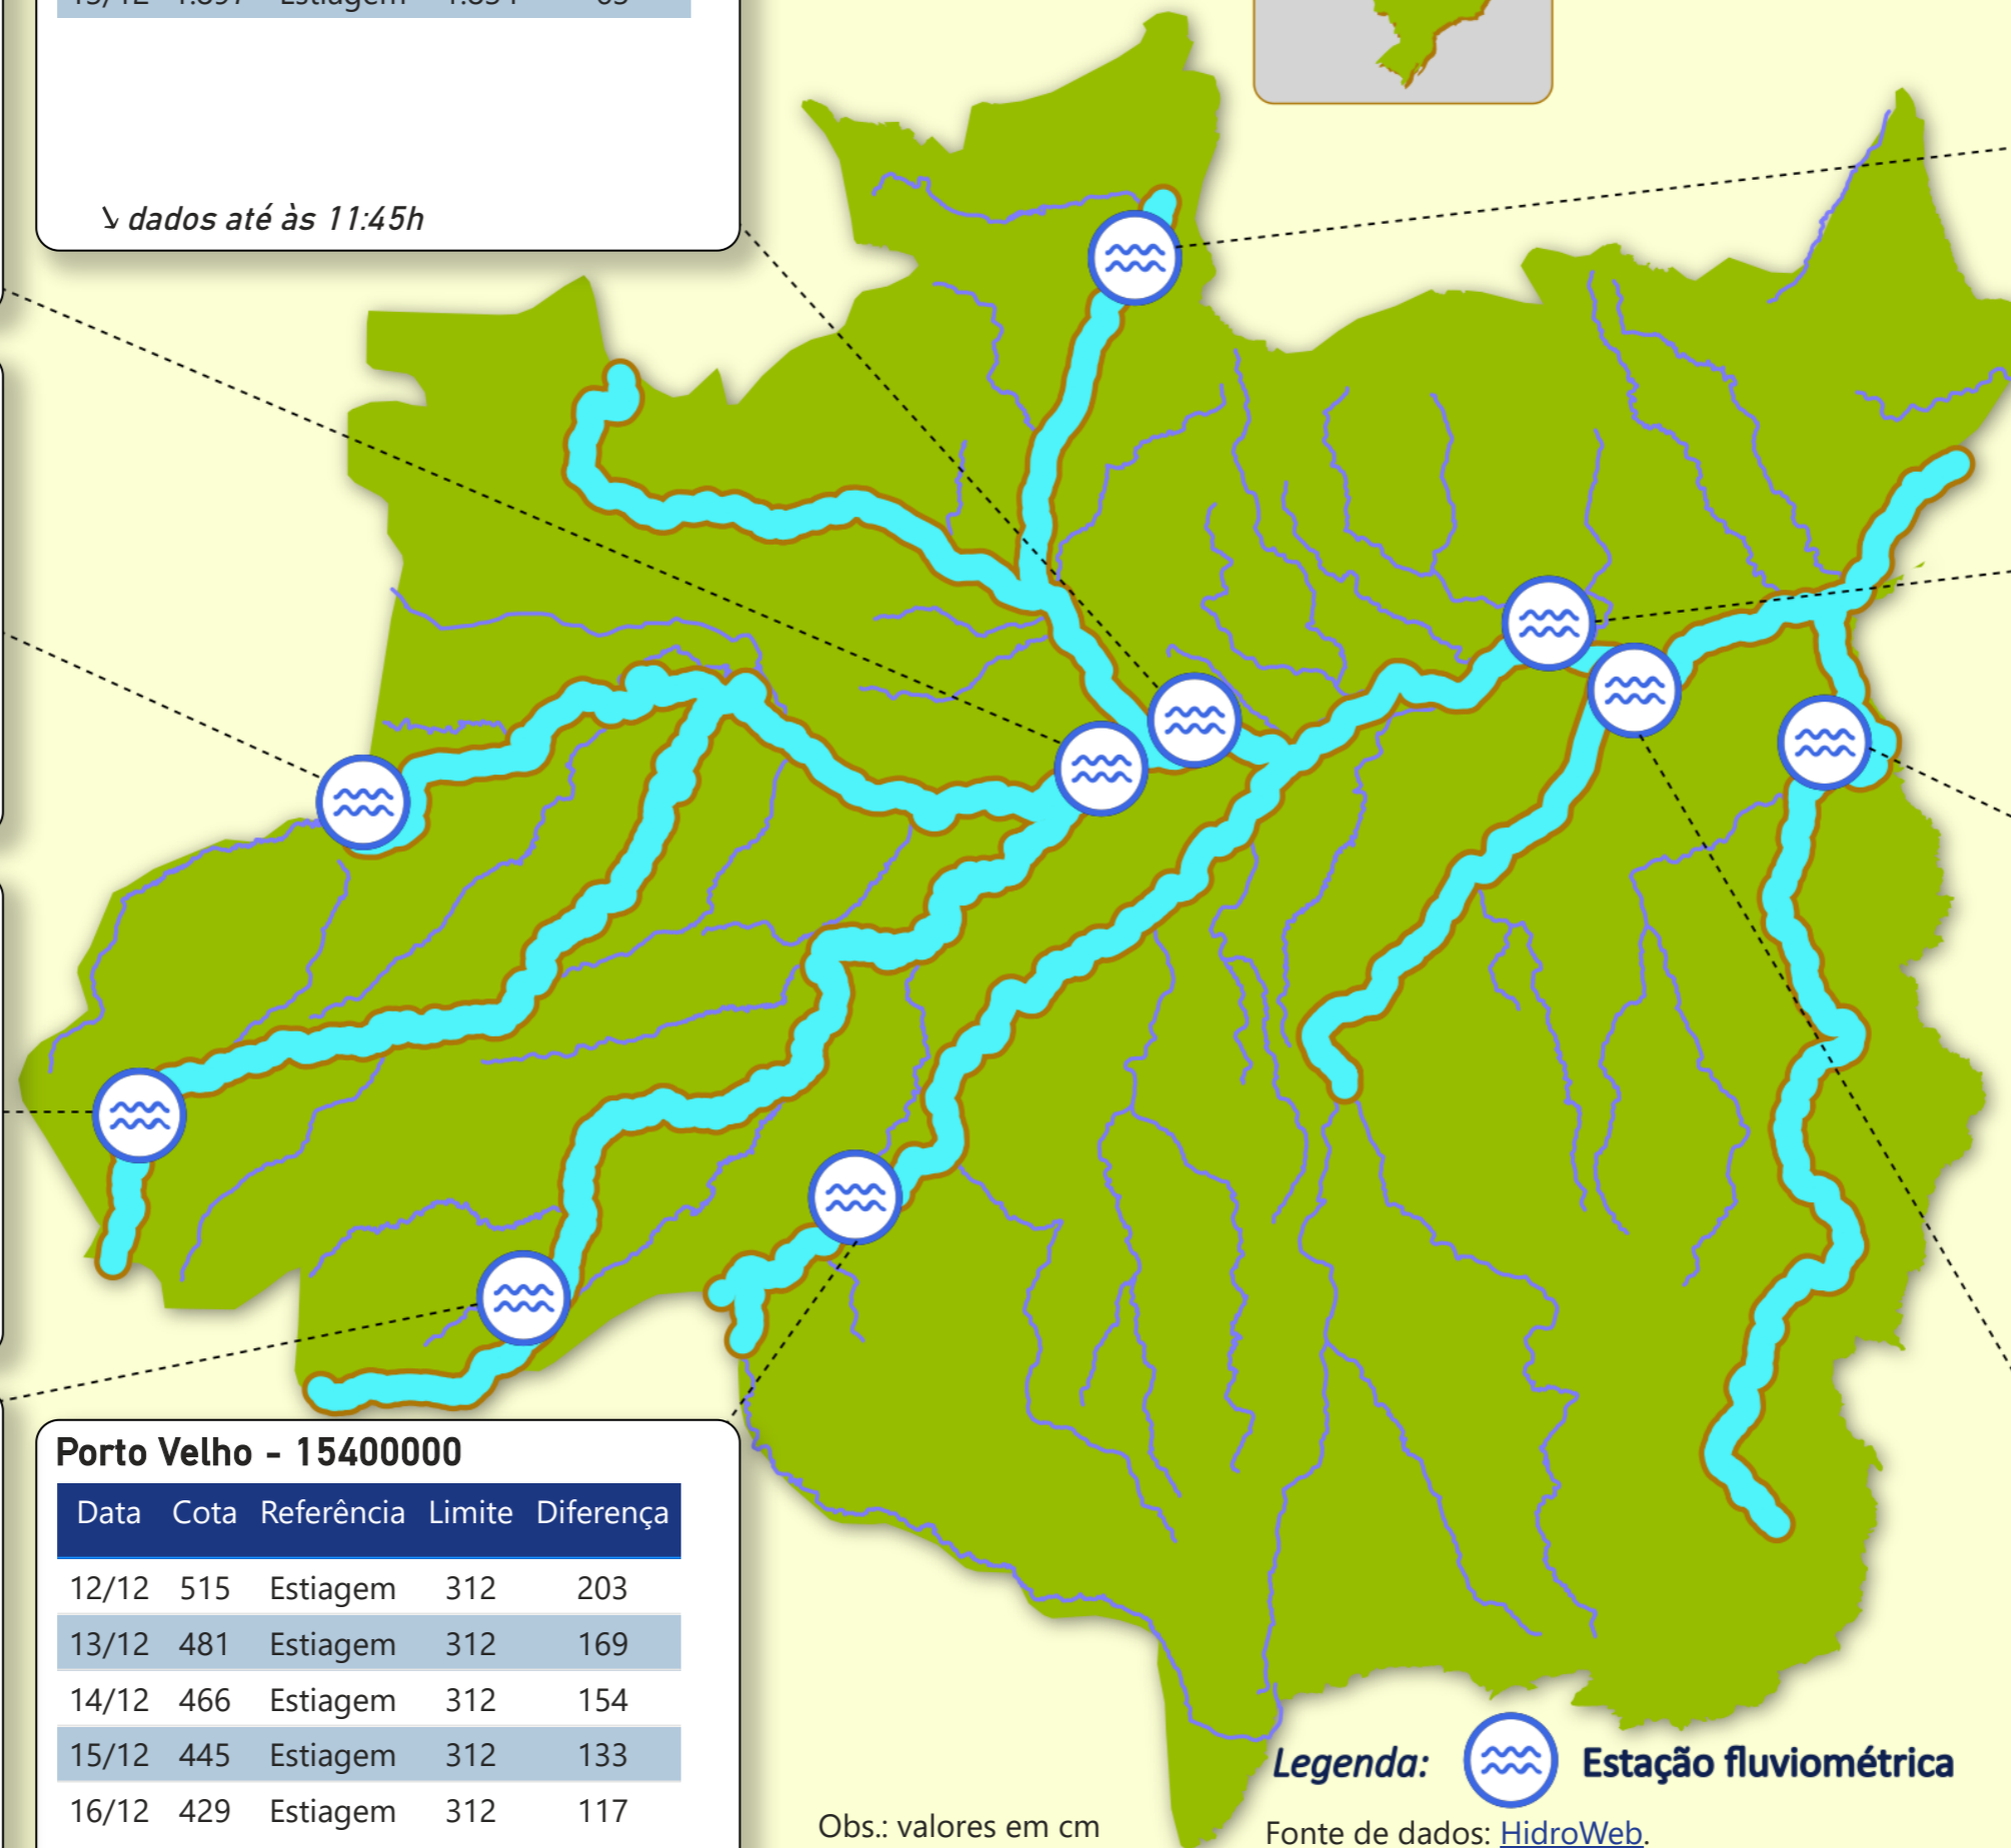 ↘ dados até às 11:45h
Porto Velho - 15400000
Data Cota Referência Limite Diferença
12/12 515 Estiagem 312 203
13/12 481 Estiagem 312 169
14/12 466 Estiagem 312 154
15/12 445 Estiagem 312 133
16/12 429 Estiagem 312 117
Legenda: Estação fluviométrica
Obs.: valores em cm
Fonte de dados: HidroWeb.